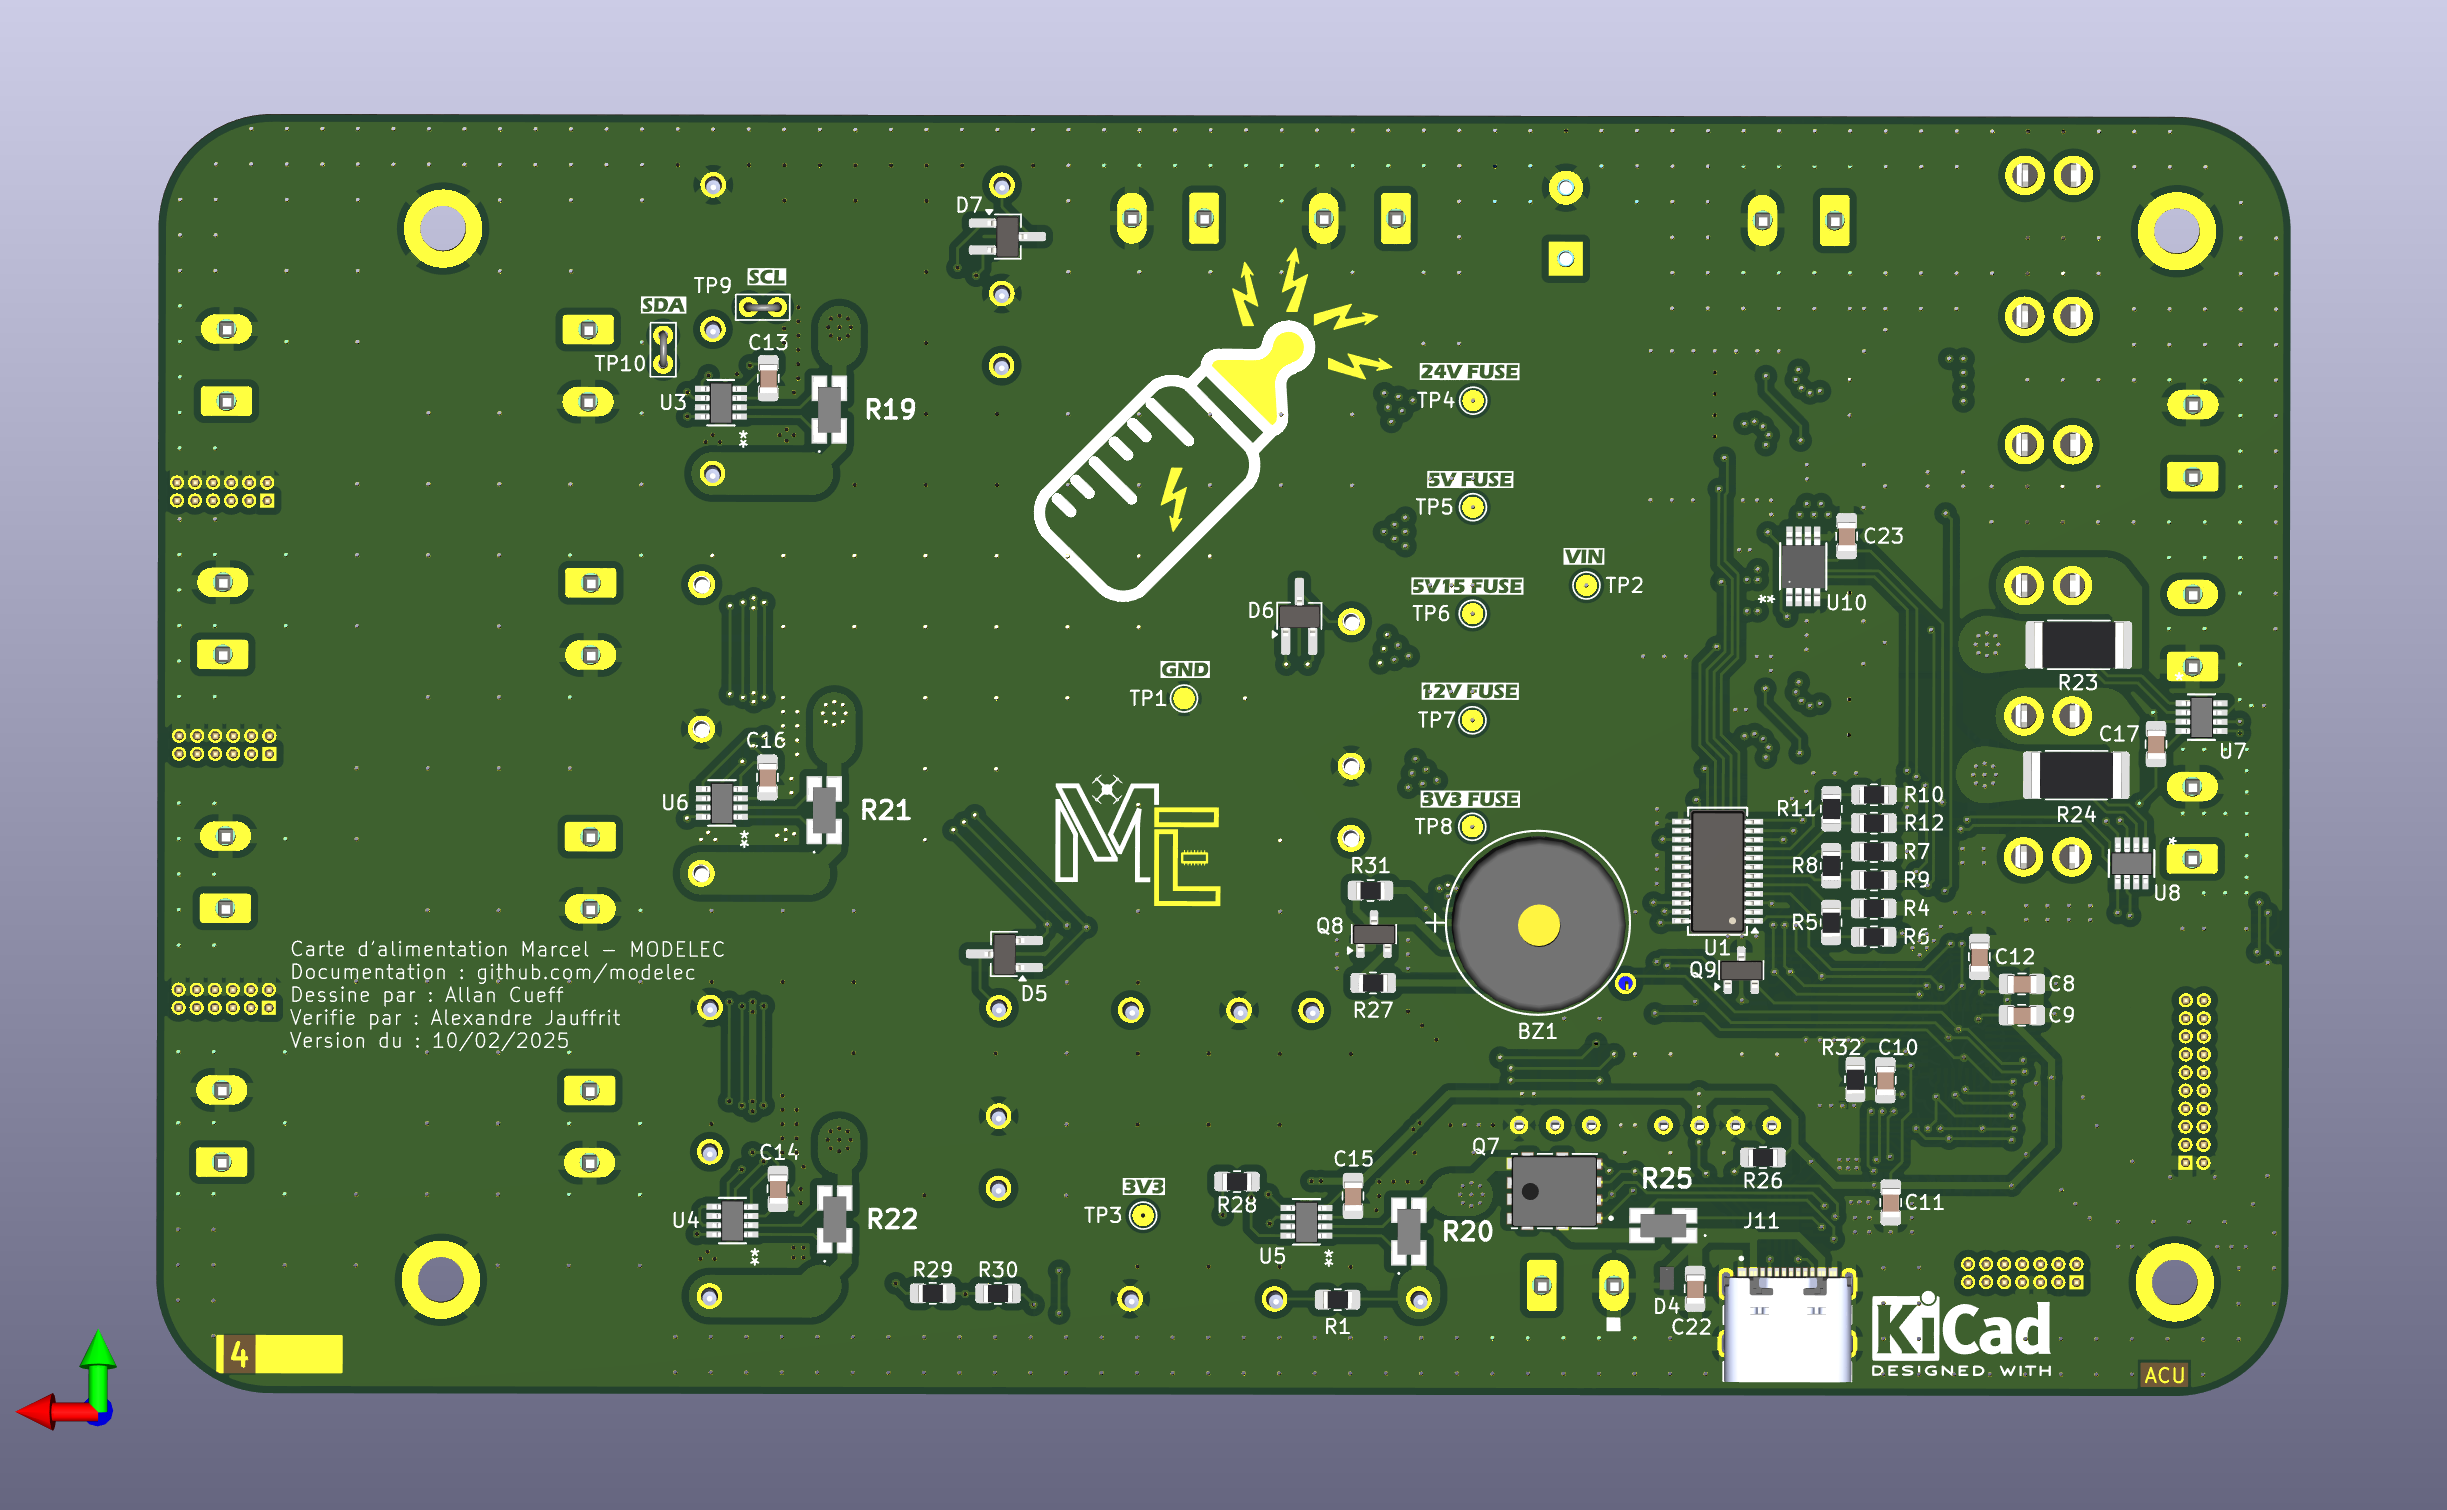 D7
SCL
TP9
SDA
C13
TP10
24V FUSE
TP4
U3
R19
**
5V FUSE
TP5
C23
VIN
5V15 FUSE
TP2
D6
TP6
**
U10
GND
R23
12V FUSE
TP1
TP7
C17
U7
C16
R10
U6
3V3 FUSE
R11
R21
R24
TP8
R12
**
*
R7
R31
R8
R9
U8
R4
+
Q8
R5
R6
Carte d'alimentation Marcel - MODELEC
U1
C12
Documentation : github.com/modelec
Q9
C8
Dessine par : Allan Cueff
D5
R27
C9
Verifie par : Alexandre Jauffrit
BZ1
Version du : 10/02/2025
R32
C10
Q7
C14
C15
R25
R26
3V3
R28
C11
TP3
U4
R22
J11
R20
U5
**
**
R29
R30
D4
R1
C22
KiCad
4
DESIGNED WITH
ACU
ME